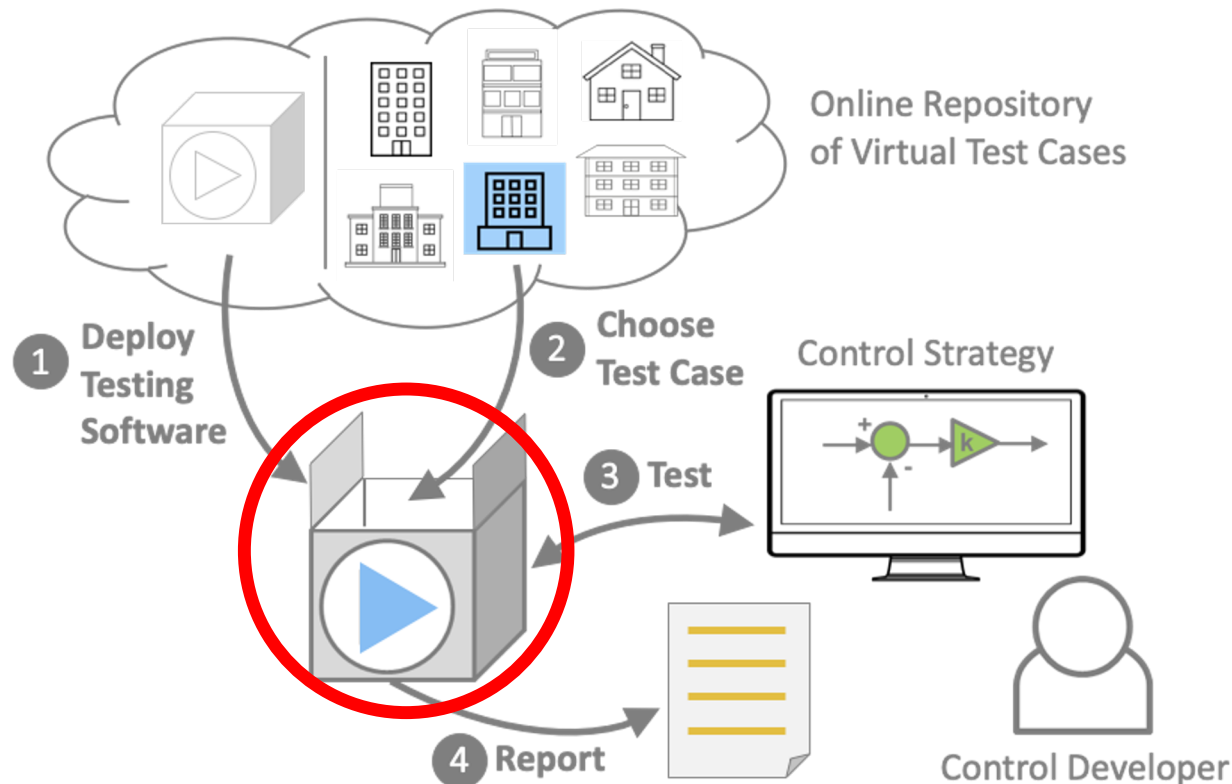 Online Repository
of Virtual Test Cases
1 Deploy
Testing
Software
2 Choose
Test Case
Control Strategy
+
k
-
3 Test
4 Report
Control Developer